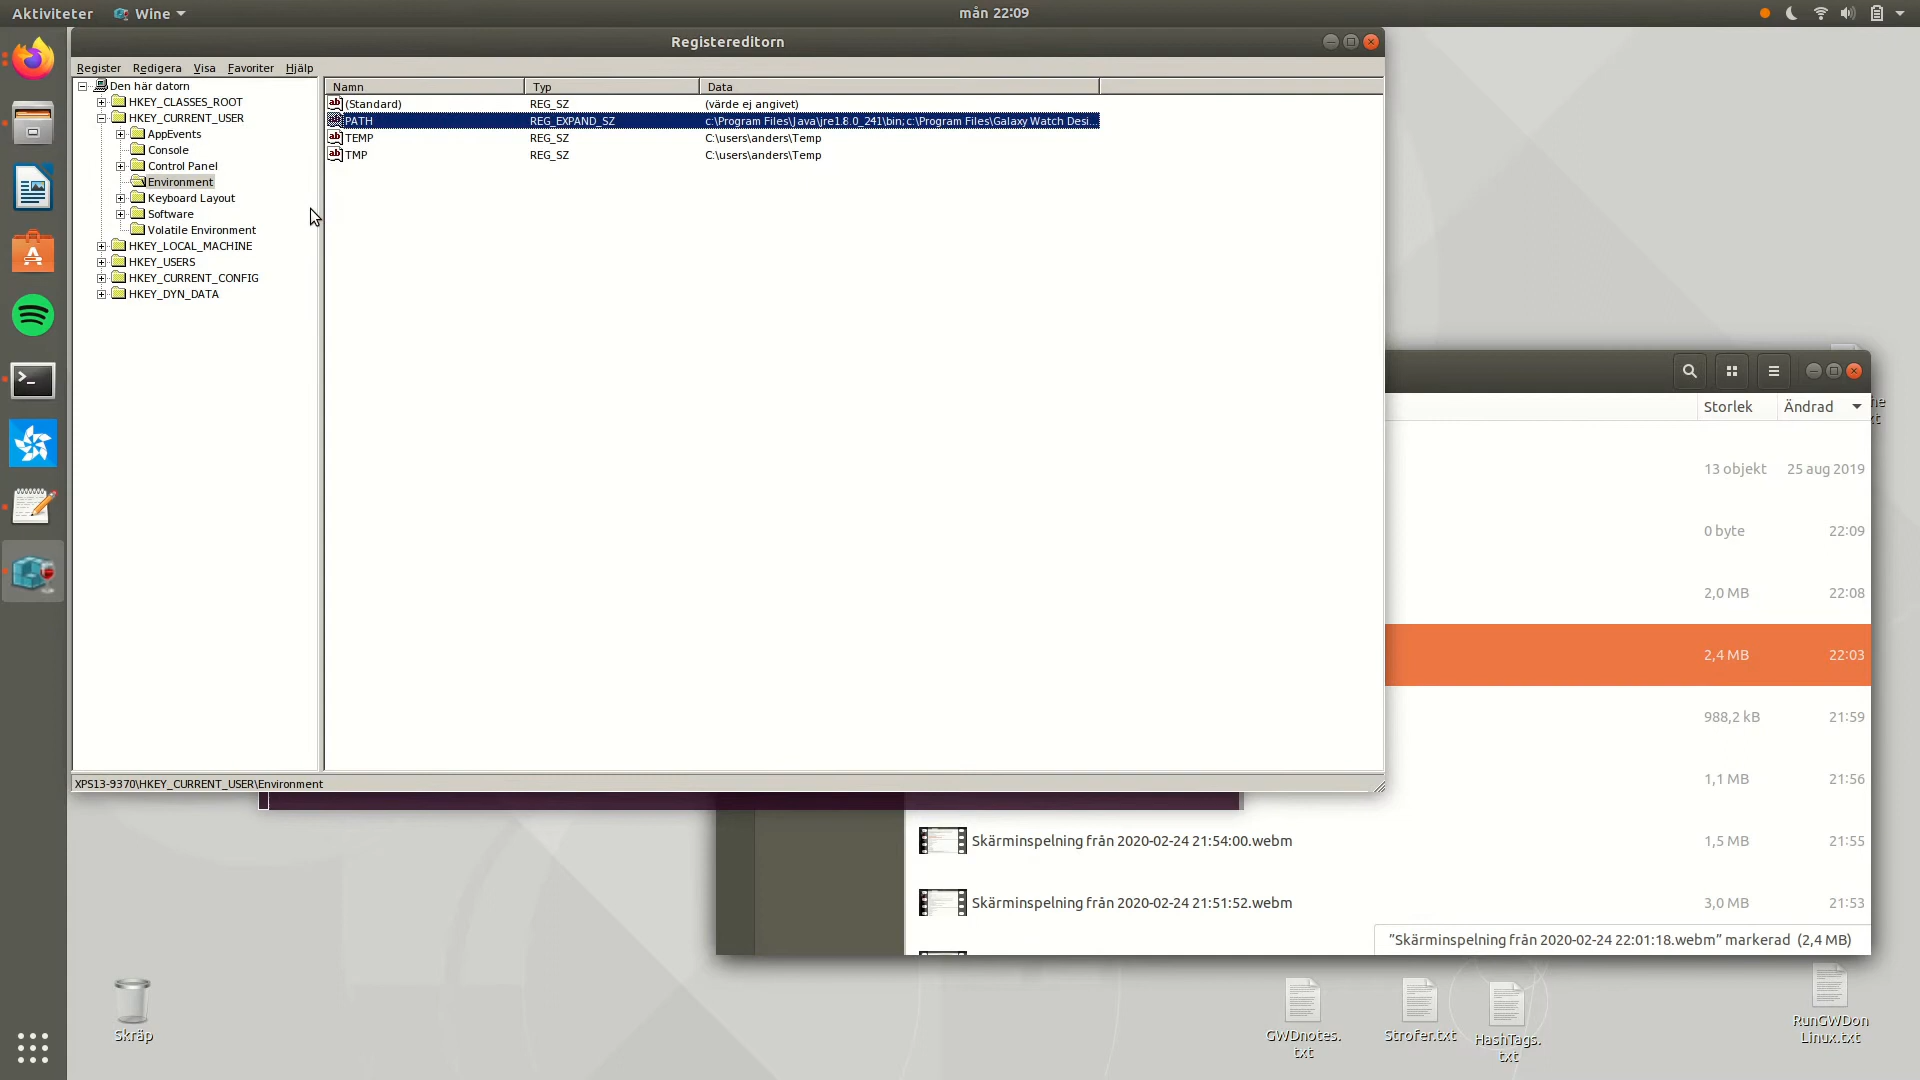 Aktiviteter
Wine
mån 22:09
Registereditorn
Register Redigera Visa Favoriter Hjälp
Den här datorn
HKEY_CLASSES_ROOT
HKEY_CURRENT_USER
AppEvents
Console
Control Panel
Environment
Keyboard Layout
Software
Volatile Environment
HKEY_LOCAL_MACHINE
HKEY_USERS
HKEY_CURRENT_CONFIG
HKEY_DYN_DATA
Namn Typ Data
(Standard) REG_SZ (värde ej angivet)
PATH REG_EXPAND_SZ c:\Program Files\Java\jre1.8.0_241\bin;c:\Program Files\Galaxy Watch Desi...
TEMP REG_SZ C:\users\anders\Temp
TMP REG_SZ C:\users\anders\Temp
XPS13-9370\HKEY_CURRENT_USER\Environment
Storlek Ändrad
13 objekt 25 aug 2019
0 byte 22:09
2,0 MB 22:08
2,4 MB 22:03
988,2 kB 21:59
1,1 MB 21:56
Skärminspelning från 2020-02-24 21:54:00.webm 1,5 MB 21:55
Skärminspelning från 2020-02-24 21:51:52.webm 3,0 MB 21:53
”Skärminspelning från 2020-02-24 22:01:18.webm” markerad (2,4 MB)
Skräp
GWDnotes.
txt
Strofer.txt
HashTags.
txt
RunGWDon
Linux.txt